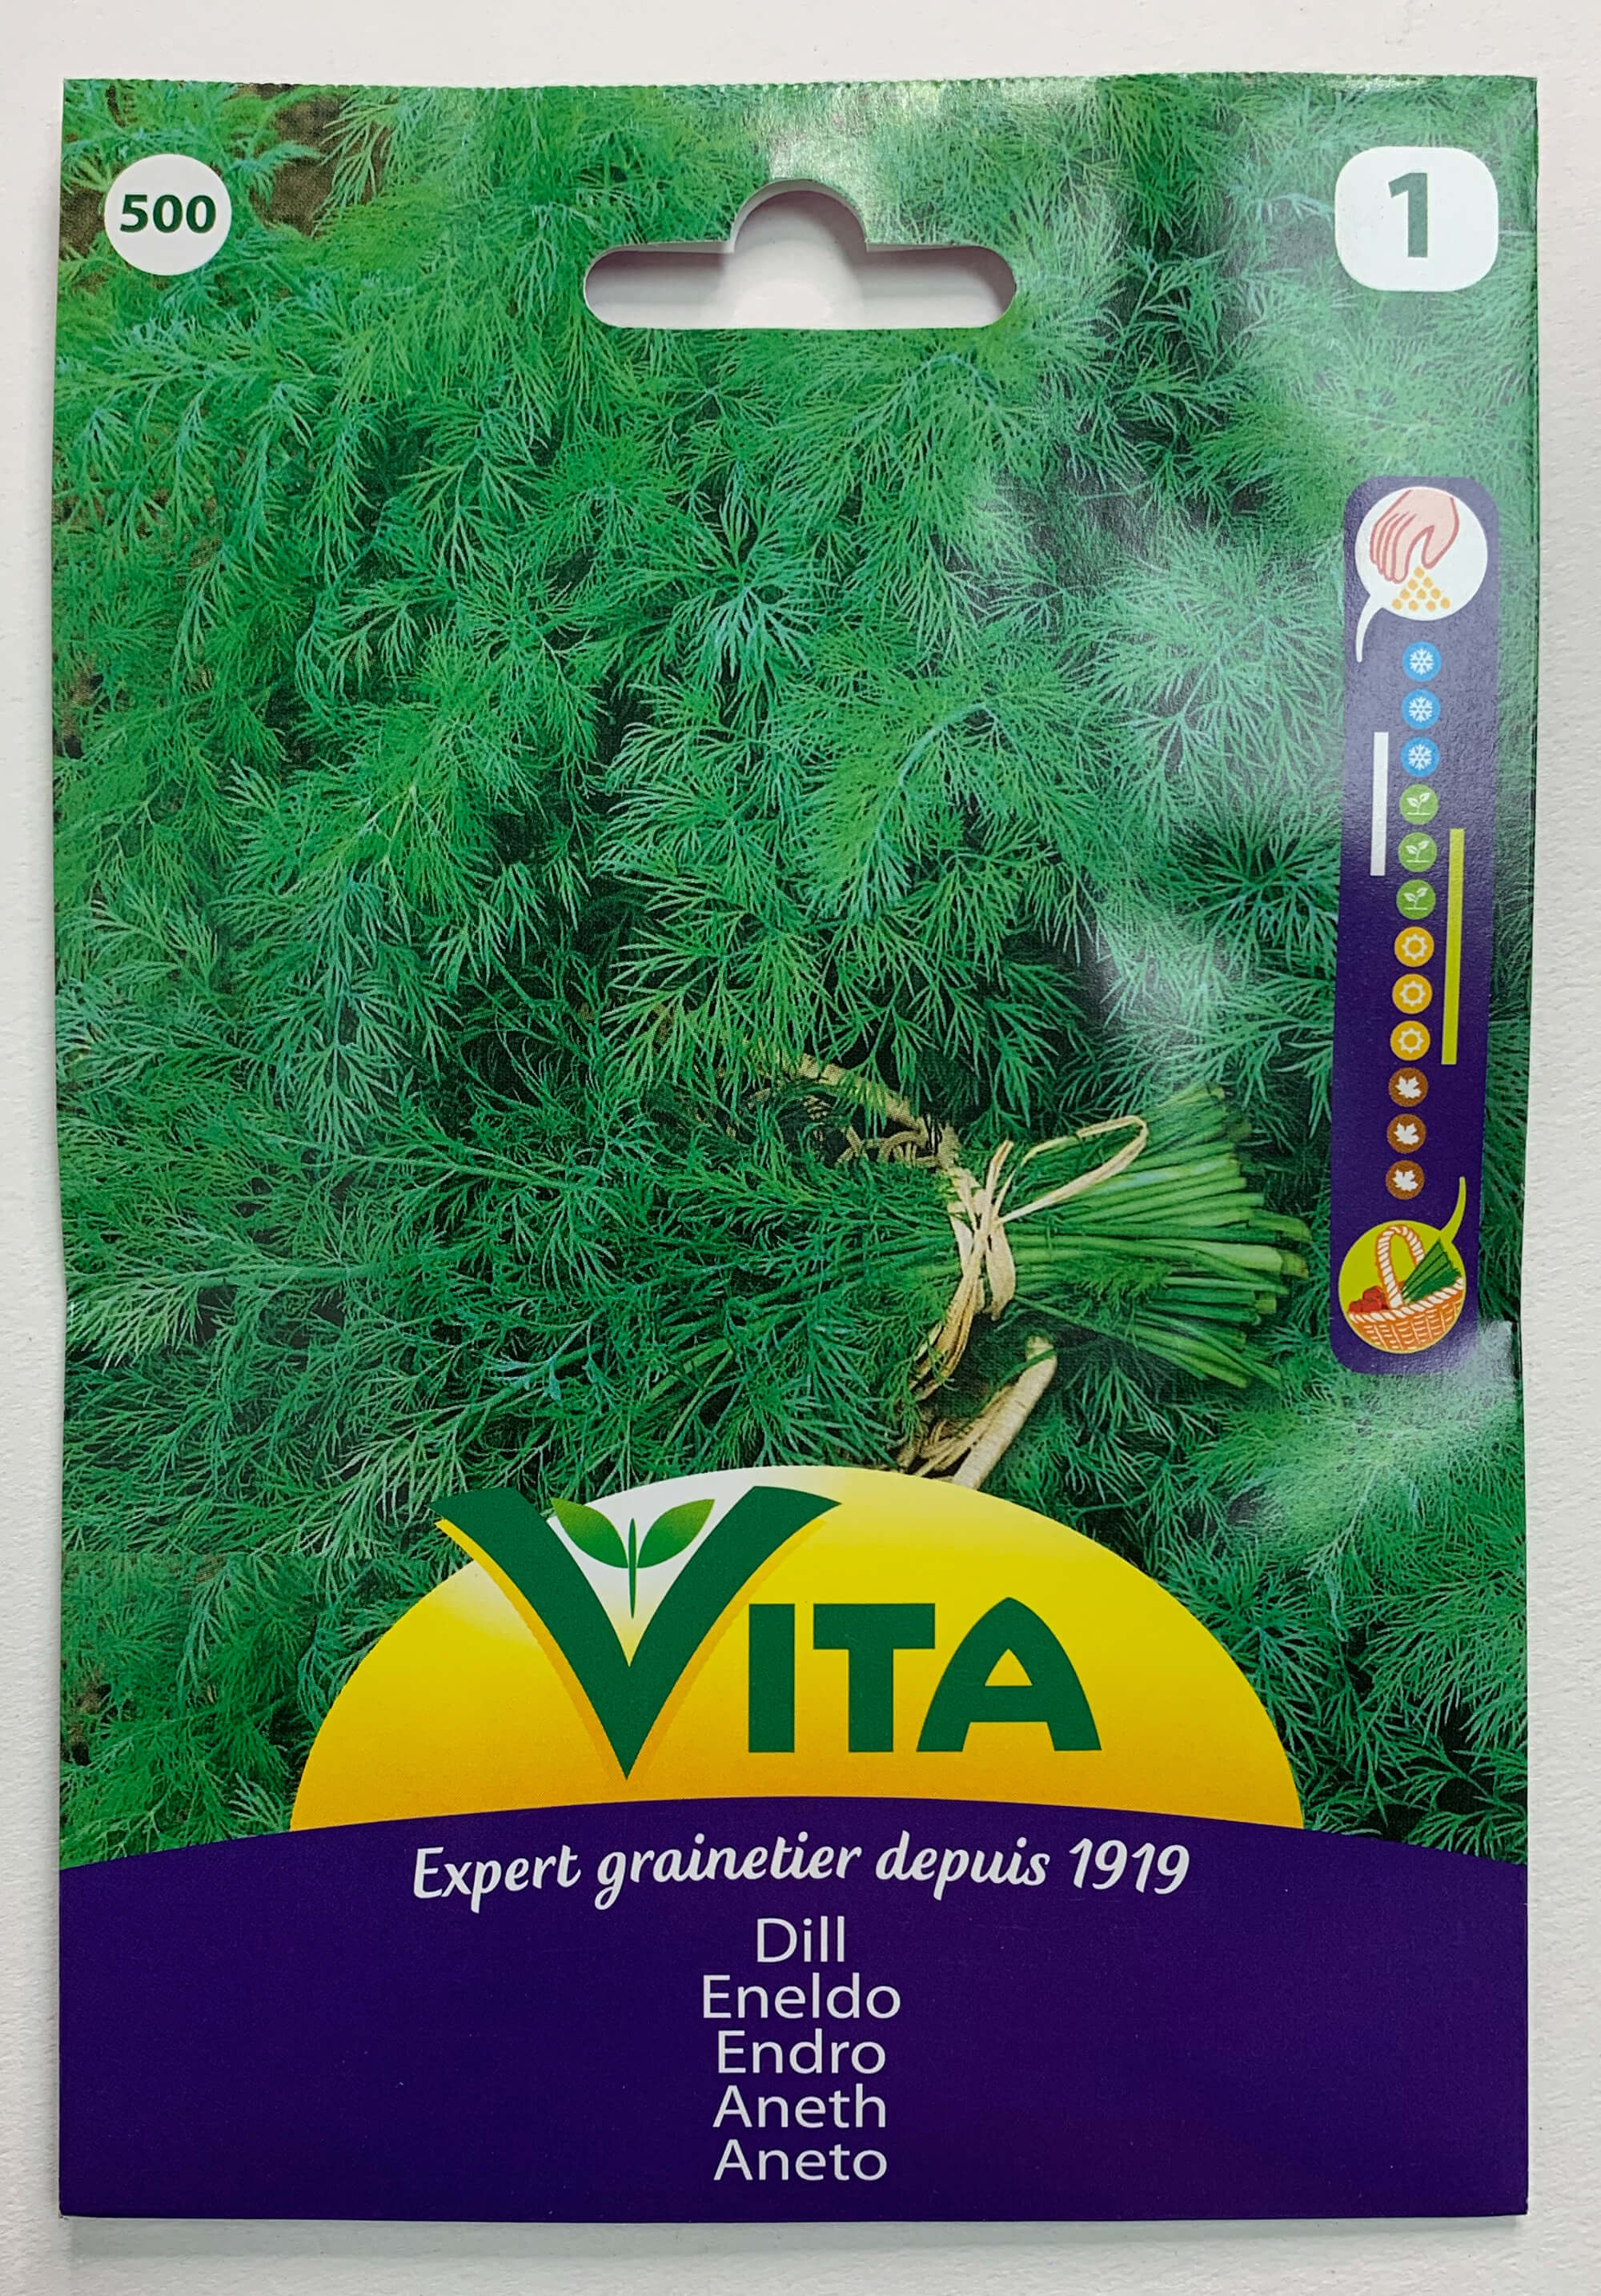 500
1
VITA
Expert grainetier depuis 1919
Dill
Eneldo
Endro
Aneth
Aneto